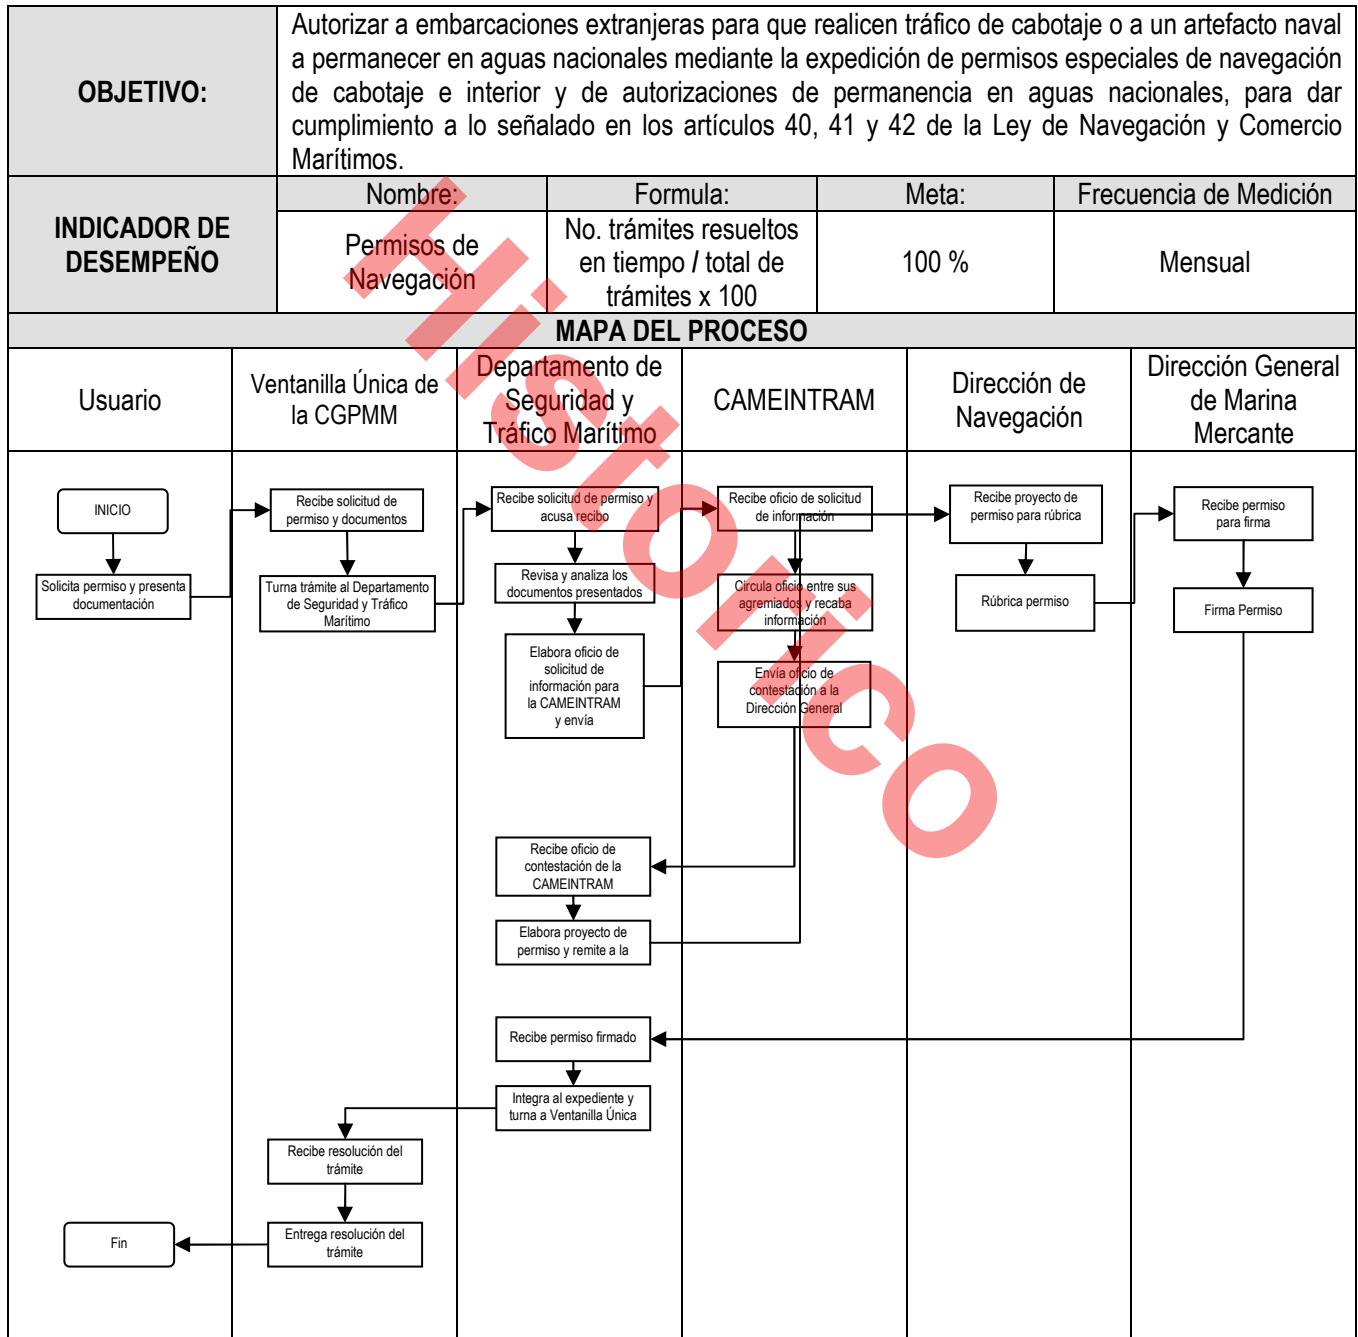 OBJETIVO:
Autorizar a embarcaciones extranjeras para que realicen tráfico de cabotaje o a un artefacto naval
a permanecer en aguas nacionales mediante la expedición de permisos especiales de navegación
de cabotaje e interior y de autorizaciones de permanencia en aguas nacionales, para dar
cumplimiento a lo señalado en los artículos 40, 41 y 42 de la Ley de Navegación y Comercio
Marítimos.
INDICADOR DE
DESEMPEÑO
Nombre:
Formula:
Meta:
Frecuencia de Medición
Permisos de
Navegación
No. trámites resueltos
en tiempo / total de
trámites x 100
100 %
Mensual
MAPA DEL PROCESO
Usuario
Ventanilla Única de
la CGPMM
Departamento de
Seguridad y
Tráfico Marítimo
CAMEINTRAM
Dirección de
Navegación
Dirección General
de Marina
Mercante
INICIO
Solicita permiso y presenta
documentación
Recibe solicitud de
permiso y documentos
Turna trámite al Departamento
de Seguridad y Tráfico
Marítimo
Recibe solicitud de permiso y
acusa recibo
Revisa y analiza los
documentos presentados
Elabora oficio de
solicitud de
información para
la CAMEINTRAM
y envía
Recibe oficio de solicitud
de información
Circula oficio entre sus
agremiados y recaba
información
Envía oficio de
contestación a la
Dirección General
Recibe proyecto de
permiso para rúbrica
Rúbrica permiso
Recibe permiso
para firma
Firma Permiso
Recibe oficio de
contestación de la
CAMEINTRAM
Elabora proyecto de
permiso y remite a la
Recibe permiso firmado
Integra al expediente y
turna a Ventanilla Única
Recibe resolución del
trámite
Entrega resolución del
trámite
Fin
Historico